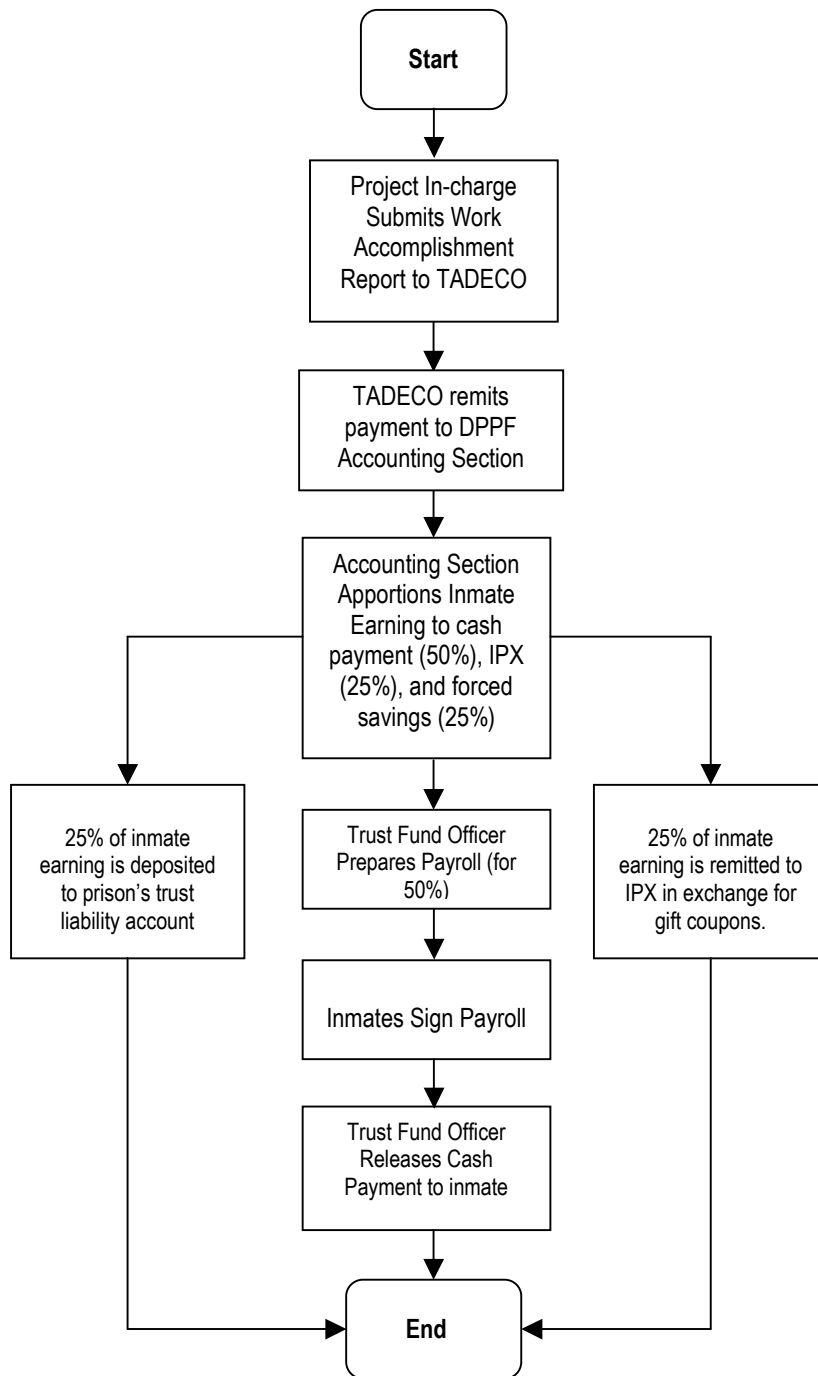 Start
Project In-charge
Submits Work
Accomplishment
Report to TADECO
TADECO remits
payment to DPPF
Accounting Section
Accounting Section
Apportions Inmate
Earning to cash
payment (50%), IPX
(25%), and forced
savings (25%)
25% of inmate
earning is deposited
to prison’s trust
liability account
Trust Fund Officer
Prepares Payroll (for
50%)
25% of inmate
earning is remitted to
IPX in exchange for
gift coupons.
Inmates Sign Payroll
Trust Fund Officer
Releases Cash
Payment to inmate
End